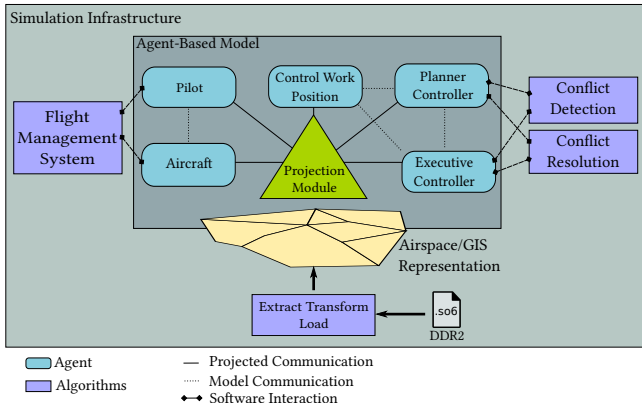 Simulation Infrastructure
Agent-Based Model
Pilot
Control Work
Position
Planner
Controller
Conflict
Detection
Flight
Management
System
Conflict
Resolution
Aircraft
Projection
Module
Executive
Controller
Airspace/GIS
Representation
Extract Transform
Load
.so6
DDR2
Agent
Algorithms
Projected Communication
Model Communication
Software Interaction